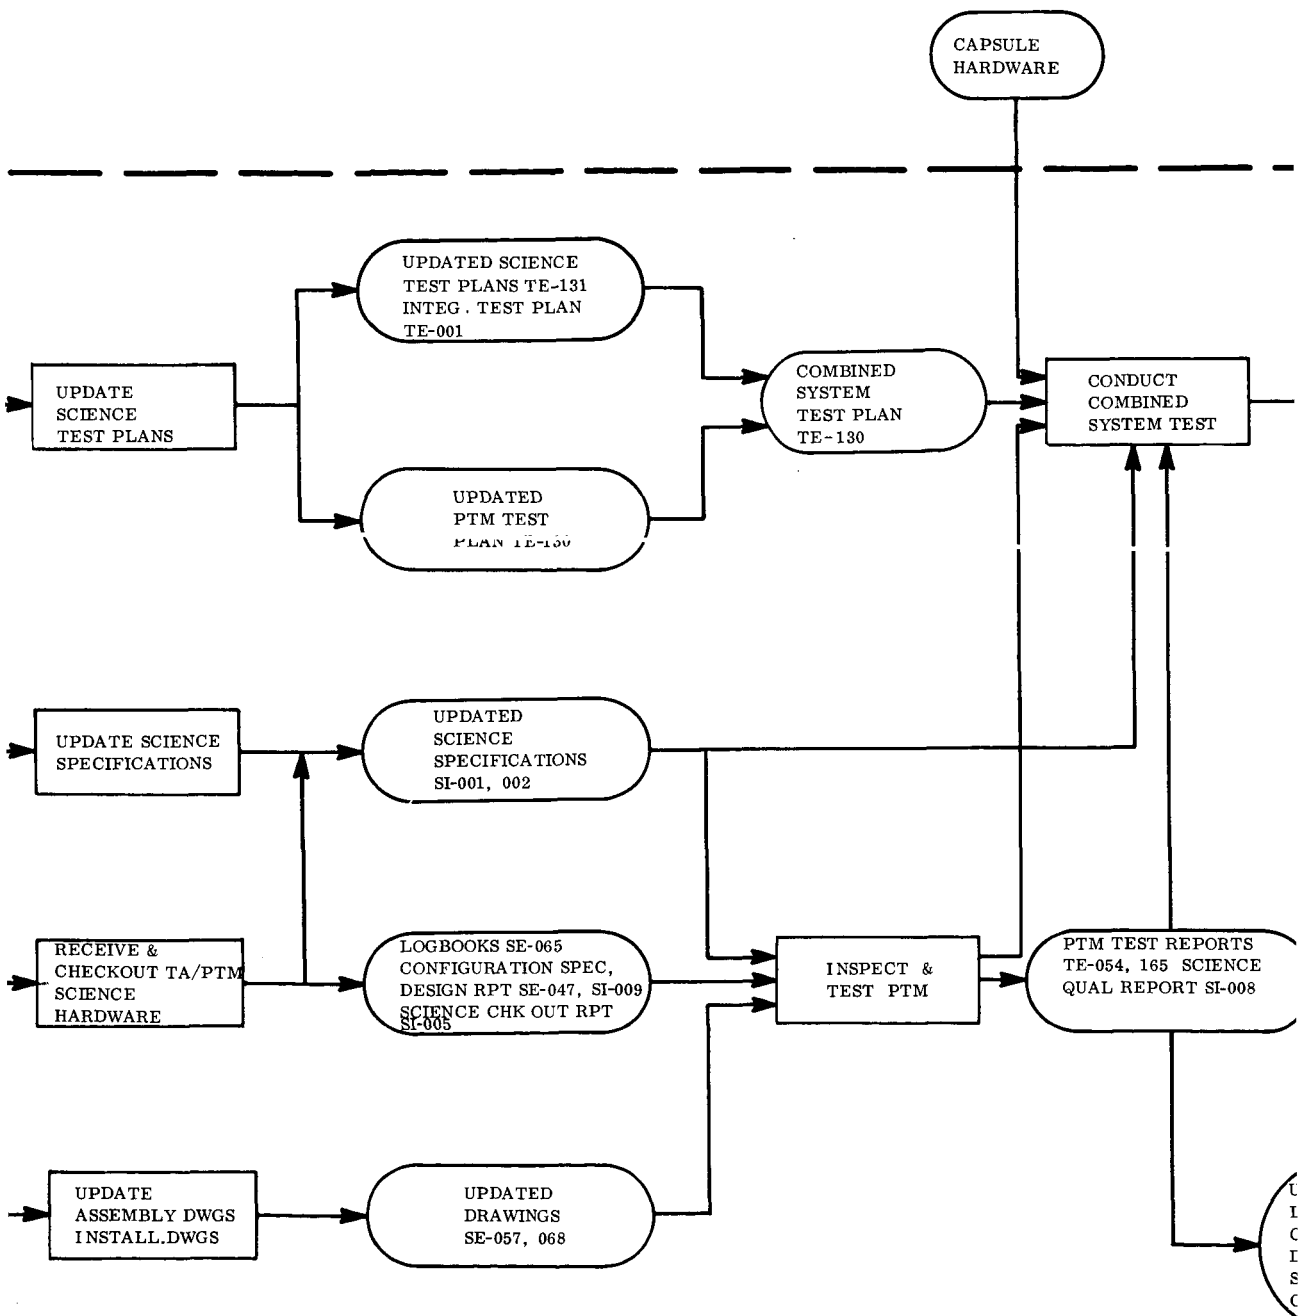 CAPSULE
HARDWARE
UPDATED SCIENCE
TEST PLANS TE-131
INTEG. TEST PLAN
TE-001
UPDATE
SCIENCE
TEST PLANS
COMBINED
SYSTEM
TEST PLAN
TE-130
CONDUCT
COMBINED
SYSTEM TEST
UPDATED
PTM TEST
PLAN TE-130
UPDATE SCIENCE
SPECIFICATIONS
UPDATED
SCIENCE
SPECIFICATIONS
SI-001, 002
RECEIVE &
CHECKOUT TA/PTM
SCIENCE
HARDWARE
LOGBOOKS SE-065
CONFIGURATION SPEC,
DESIGN RPT SE-047, SI-009
SCIENCE CHK OUT RPT
SI-005
INSPECT &
TEST PTM
PTM TEST REPORTS
TE-054, 165 SCIENCE
QUAL REPORT SI-008
UPDATE
ASSEMBLY DWGS
INSTALL.DWGS
UPDATED
DRAWINGS
SE-057, 068